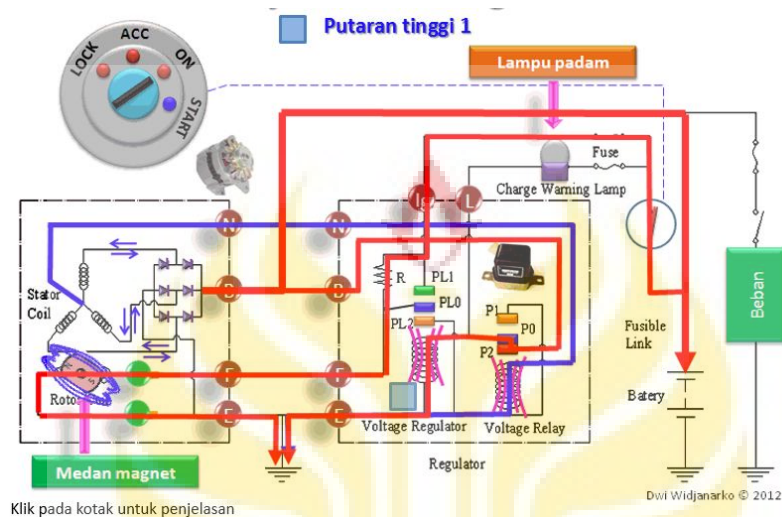 Putaran tinggi 1
LOCK
ACC
ON
START
Lampu padam
Fuse
Charge Warning Lamp
Ig
L
N
N
B
B
R
PL1
PL0
PL2
P1
P0
P2
Stator
Coil
Beban
Fusible
Link
F
F
Rotor
Batery
E
E
Voltage Regulator
Voltage Relay
Regulator
Medan magnet
Dwi Widjanarko © 2012
Klik pada kotak untuk penjelasan